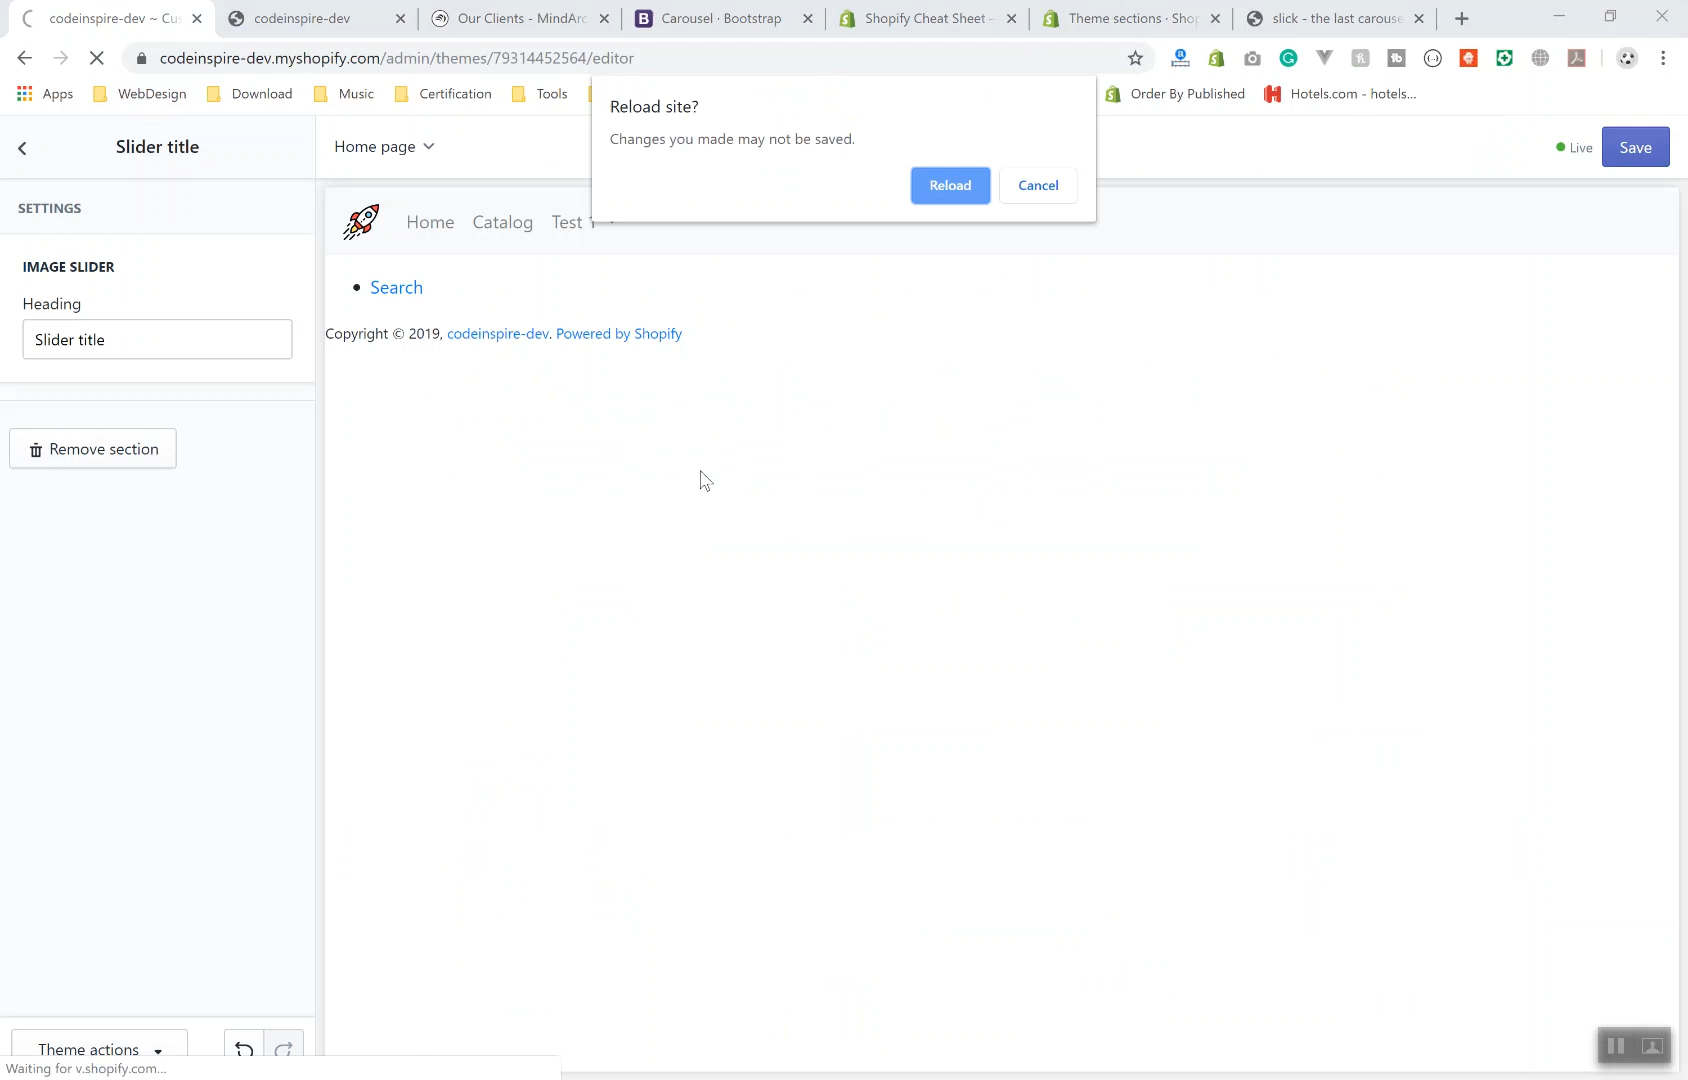 codeinspire-dev ~ Cu
codeinspire-dev
Our Clients - MindArc
Carousel · Bootstrap
Shopify Cheat Sheet -
Theme sections · Shop
slick - the last carouse
codeinspire-dev.myshopify.com/admin/themes/79314452564/editor
Apps
WebDesign
Download
Music
Certification
Tools
Order By Published
Hotels.com - hotels...
Reload site?
Changes you made may not be saved.
Reload
Cancel
Slider title
Home page
Live
Save
SETTINGS
IMAGE SLIDER
Heading
Slider title
Remove section
Home
Catalog
Test
Search
Copyright © 2019, codeinspire-dev. Powered by Shopify
Theme actions
Waiting for v.shopify.com...